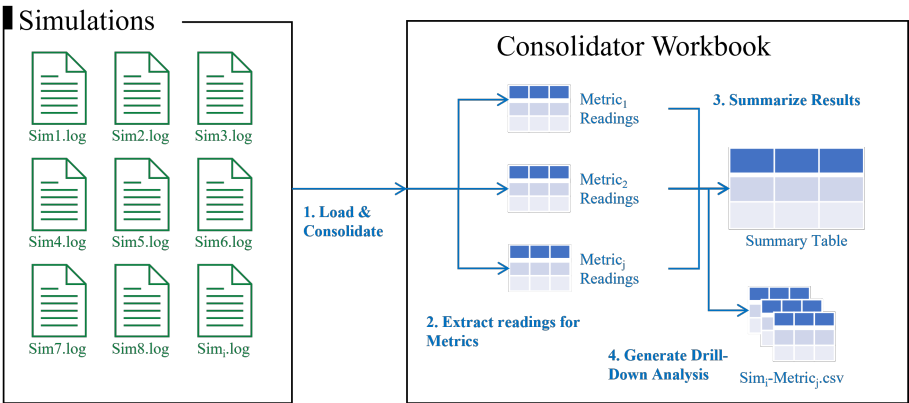 Simulations
Sim1.log
Sim2.log
Sim3.log
Sim4.log
Sim5.log
Sim6.log
Sim7.log
Sim8.log
Simᵢ.log
1. Load &
Consolidate
Consolidator Workbook
Metric₁
Readings
Metric₂
Readings
Metricⱼ
Readings
2. Extract readings for
Metrics
3. Summarize Results
Summary Table
4. Generate Drill-
Down Analysis
Simᵢ-Metricⱼ.csv